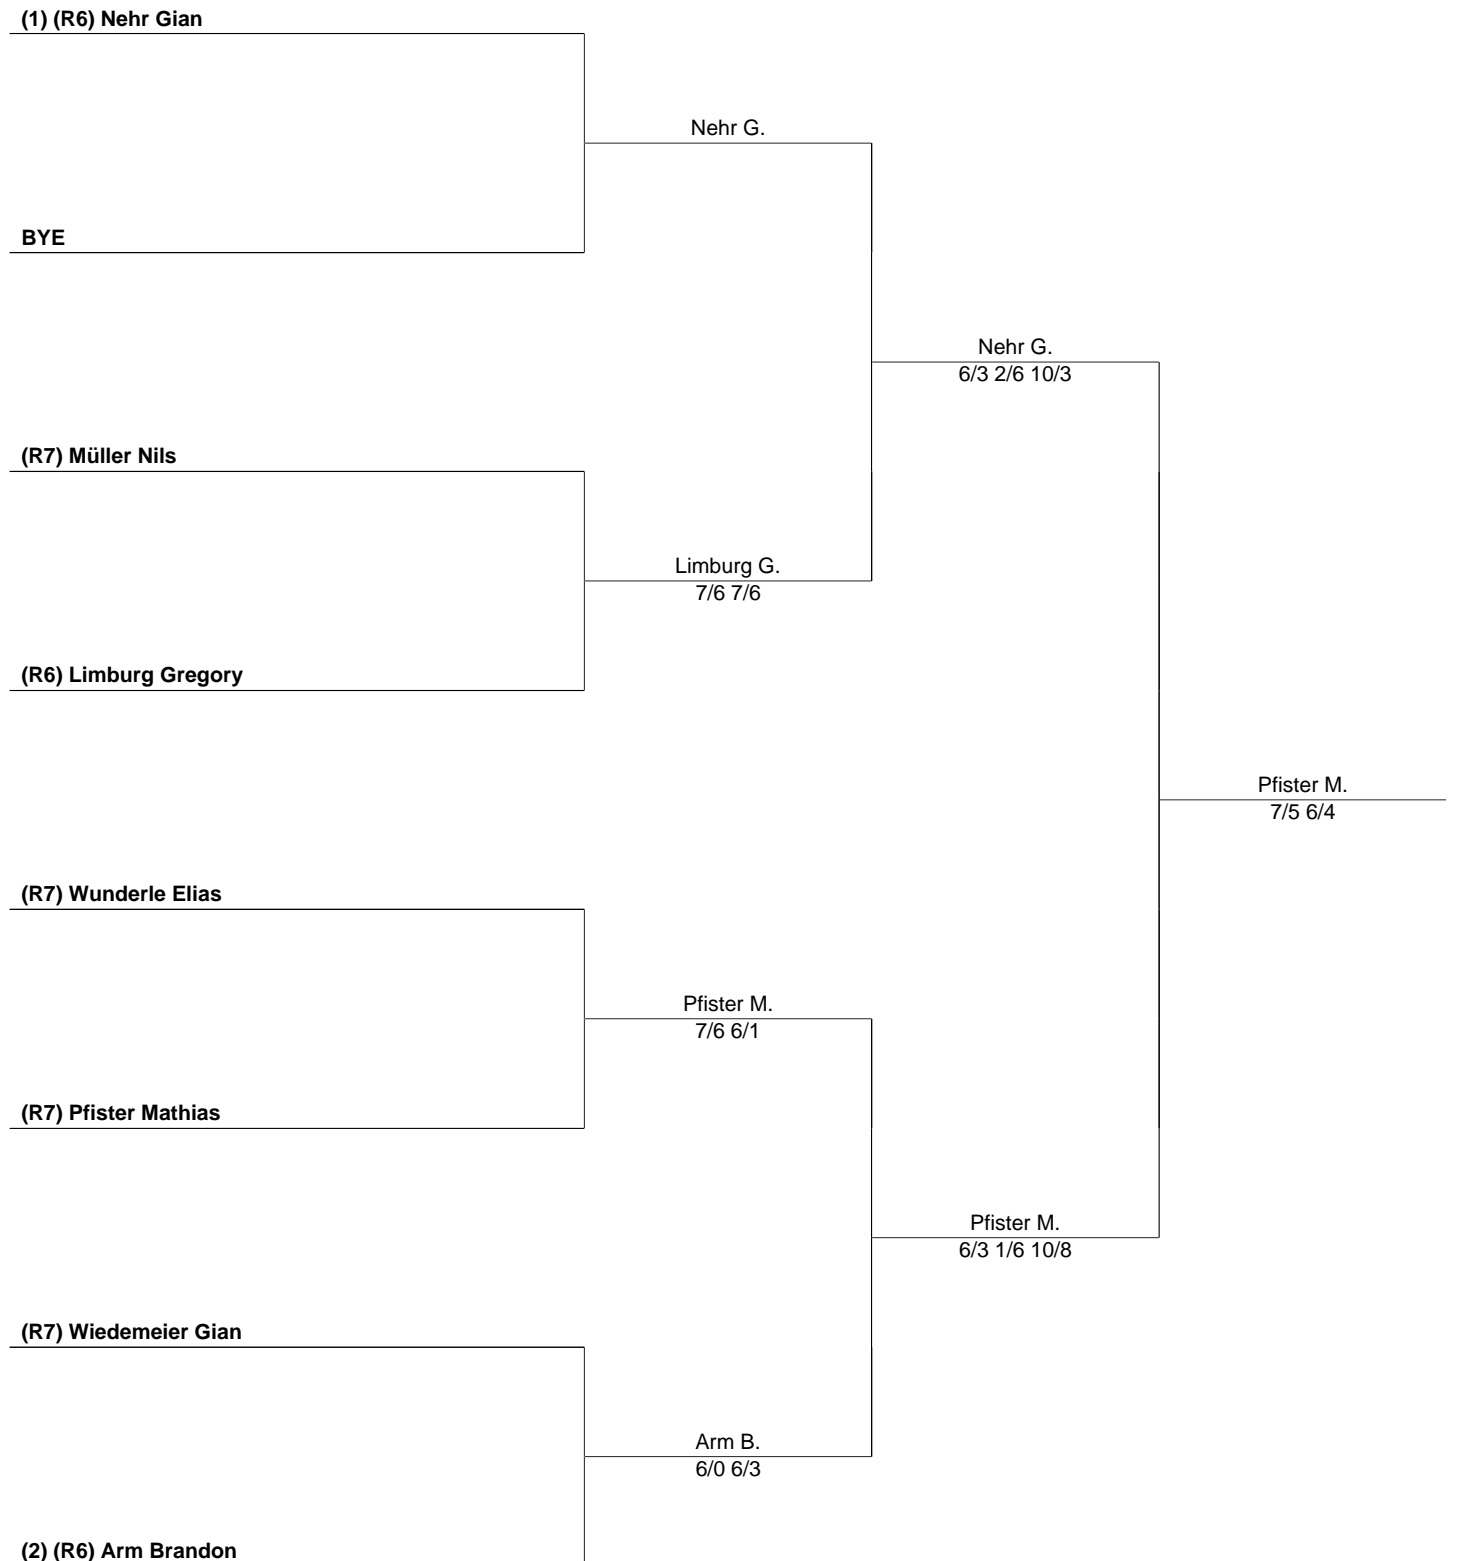 (1) (R6) Nehr Gian
Nehr G.
BYE
Nehr G.
6/3 2/6 10/3
(R7) Müller Nils
Limburg G.
7/6 7/6
(R6) Limburg Gregory
Pfister M.
7/5 6/4
(R7) Wunderle Elias
Pfister M.
7/6 6/1
(R7) Pfister Mathias
Pfister M.
6/3 1/6 10/8
(R7) Wiedemeier Gian
Arm B.
6/0 6/3
(2) (R6) Arm Brandon